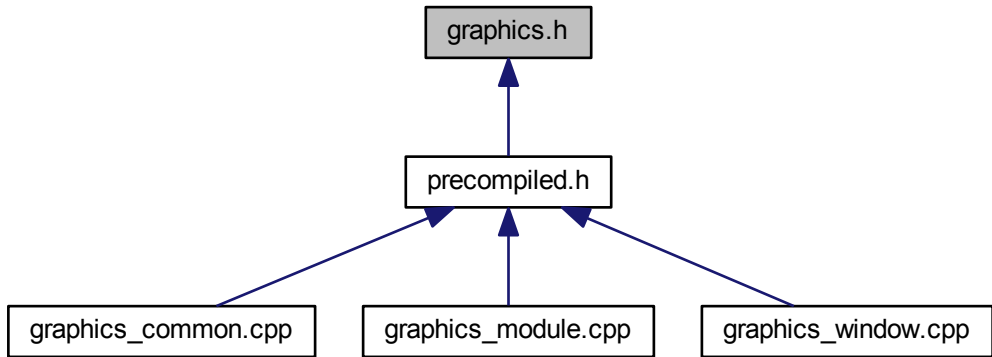 graphics.h
precompiled.h
graphics_common.cpp
graphics_module.cpp
graphics_window.cpp